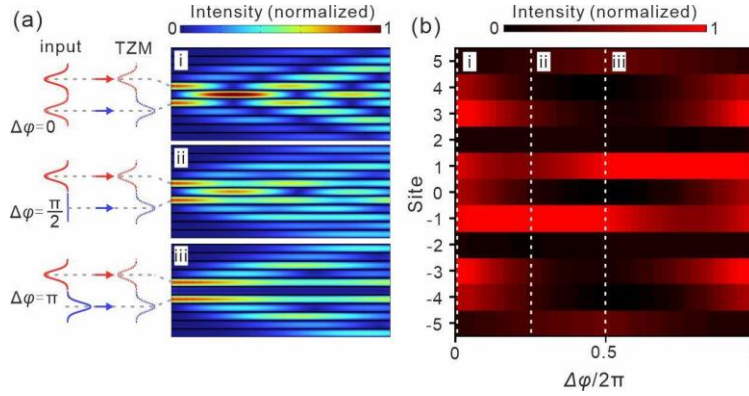 (a)
Intensity (normalized)
0 1
input TZM
i
Δφ=0
ii
Δφ=π/2
iii
Δφ=π
(b)
Intensity (normalized)
0 1
i ii iii
Site
5
4
3
2
1
0
-1
-2
-3
-4
-5
0 0.5
Δφ/2π